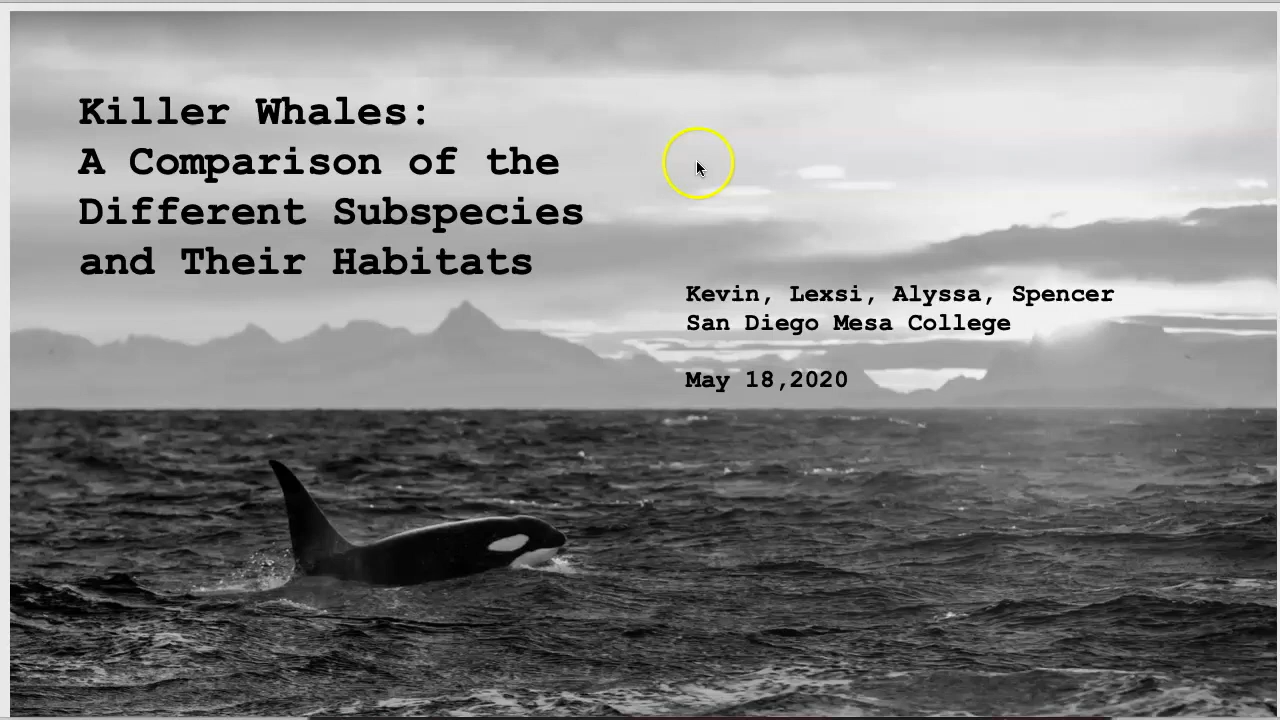 Killer Whales:
A Comparison of the
Different Subspecies
and Their Habitats
Kevin, Lexsi, Alyssa, Spencer
San Diego Mesa College
May 18,2020